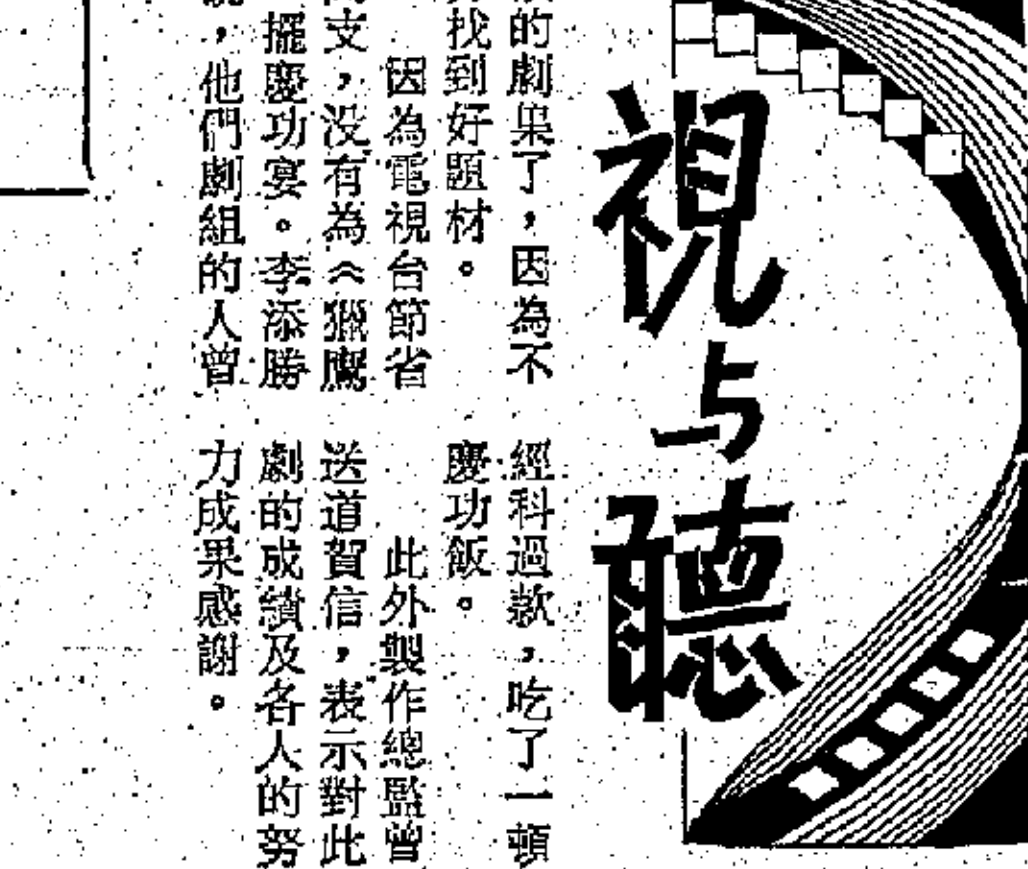 視与聽
的劇集了，因為不
找到好題材。
因為電視台節省
支，没有為《獵鷹
擺慶功宴。李添勝
，他們劇組的人曾
經科過款，吃了一頓
慶功飯。
此外製作總監曾
送道賀信，表示對此
劇的成績及各人的努
力成果感謝。